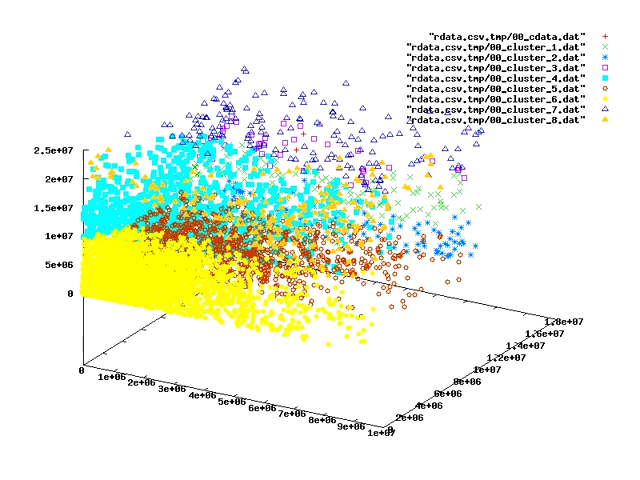 "rdata.csv.tmp/00_cdata.dat"
"rdata.csv.tmp/00_cluster_1.dat"
"rdata.csv.tmp/00_cluster_2.dat"
"rdata.csv.tmp/00_cluster_3.dat"
"rdata.csv.tmp/00_cluster_4.dat"
"rdata.csv.tmp/00_cluster_5.dat"
"rdata.csv.tmp/00_cluster_6.dat"
"rdata.csv.tmp/00_cluster_7.dat"
"rdata.csv.tmp/00_cluster_8.dat"
2.5e+07
2e+07
1.5e+07
1e+07
5e+06
0
0
1e+06
2e+06
3e+06
4e+06
5e+06
6e+06
7e+06
8e+06
9e+06
1e+07
0
2e+06
4e+06
6e+06
8e+06
1e+07
1.2e+07
1.4e+07
1.6e+07
1.8e+07